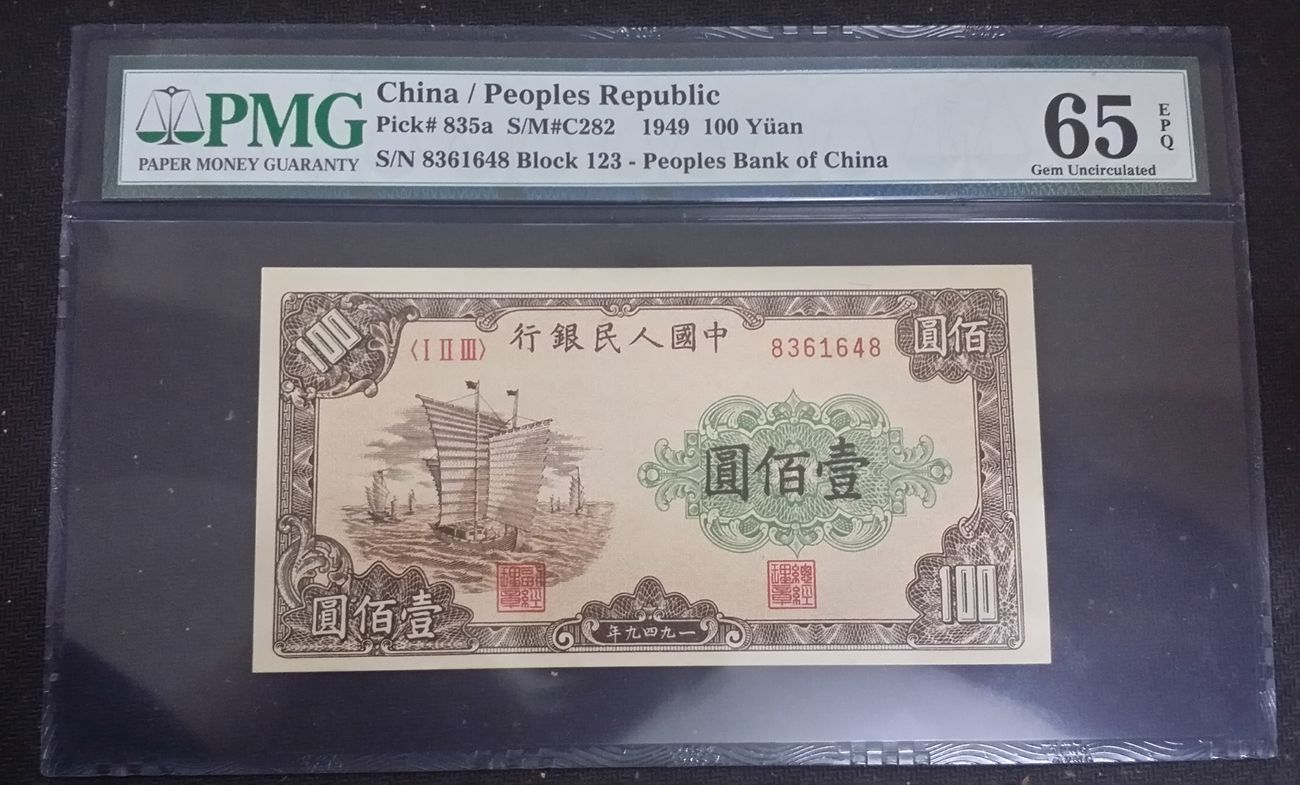 PMG
PAPER MONEY GUARANTY
China / Peoples Republic
Pick# 835a S/M#C282 1949 100 Yüan
S/N 8361648 Block 123 - Peoples Bank of China
65
EPQ
Gem Uncirculated
100
〈I II III〉
行銀民人國中
8361648
圓佰
圓佰壹
圓佰壹
年九四九一
100